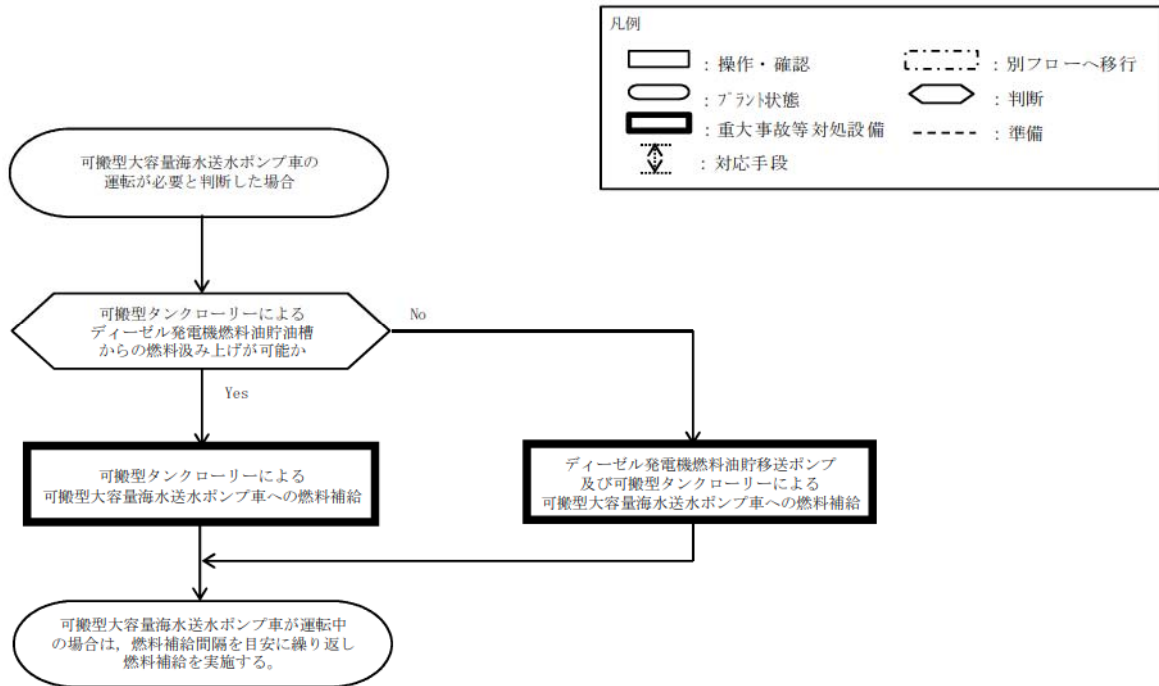 凡例
：操作・確認
：別フローへ移行
：プラント状態
：判断
：重大事故等対処設備
：準備
：対応手段
可搬型大容量海水送水ポンプ車の
運転が必要と判断した場合
可搬型タンクローリーによる
ディーゼル発電機燃料油貯油槽
からの燃料汲み上げが可能か
No
Yes
可搬型タンクローリーによる
可搬型大容量海水送水ポンプ車への燃料補給
ディーゼル発電機燃料油貯移送ポンプ
及び可搬型タンクローリーによる
可搬型大容量海水送水ポンプ車への燃料補給
可搬型大容量海水送水ポンプ車が運転中
の場合は，燃料補給間隔を目安に繰り返し
燃料補給を実施する。